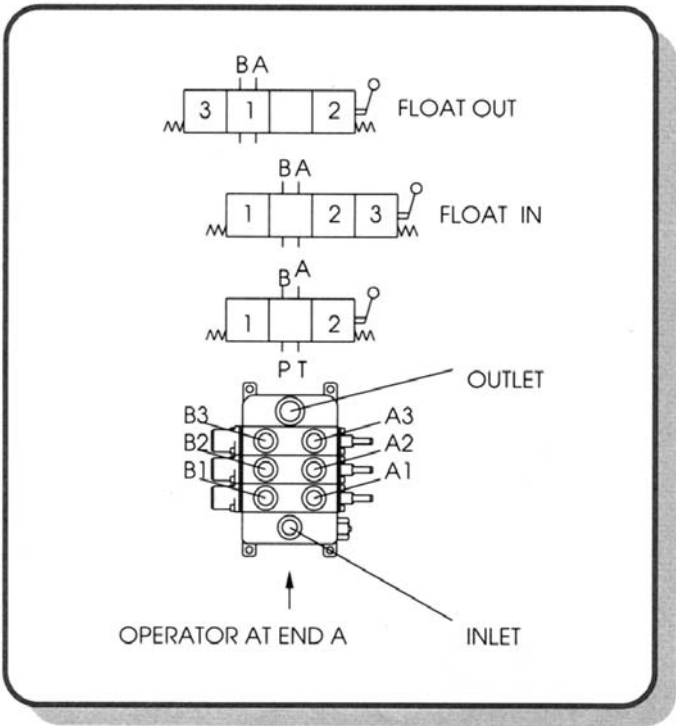 B A
3 1 2 FLOAT OUT
B A
1 2 3 FLOAT IN
B A
1 2
P T
OUTLET
B3 A3
B2 A2
B1 A1
OPERATOR AT END A INLET